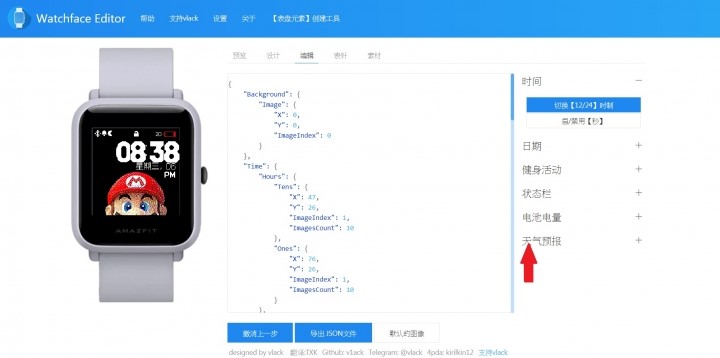 Watchface Editor 帮助 支持vlack 设置 关于 【表盘元素】创建工具
预览 设计 编辑 表针 素材
20
08 38
星期三, 06
PM
AMAZFIT
{
"Background": {
"Image": {
"X": 0,
"Y": 0,
"ImageIndex": 0
}
},
"Time": {
"Hours": {
"Tens": {
"X": 47,
"Y": 26,
"ImageIndex": 1,
"ImagesCount": 10
},
"Ones": {
"X": 76,
"Y": 26,
"ImageIndex": 1,
"ImagesCount": 10
}
},
时间 −
切换【12/24】时制
启/禁用【秒】
日期 +
健身活动 +
状态栏 +
电池电量 +
天气预报 +
撤消上一步 导出 JSON文件 默认的图像
designed by vlack 翻译:TXK Github: v1ack Telegram: @vlack 4pda: kirilkin12 支持vlack